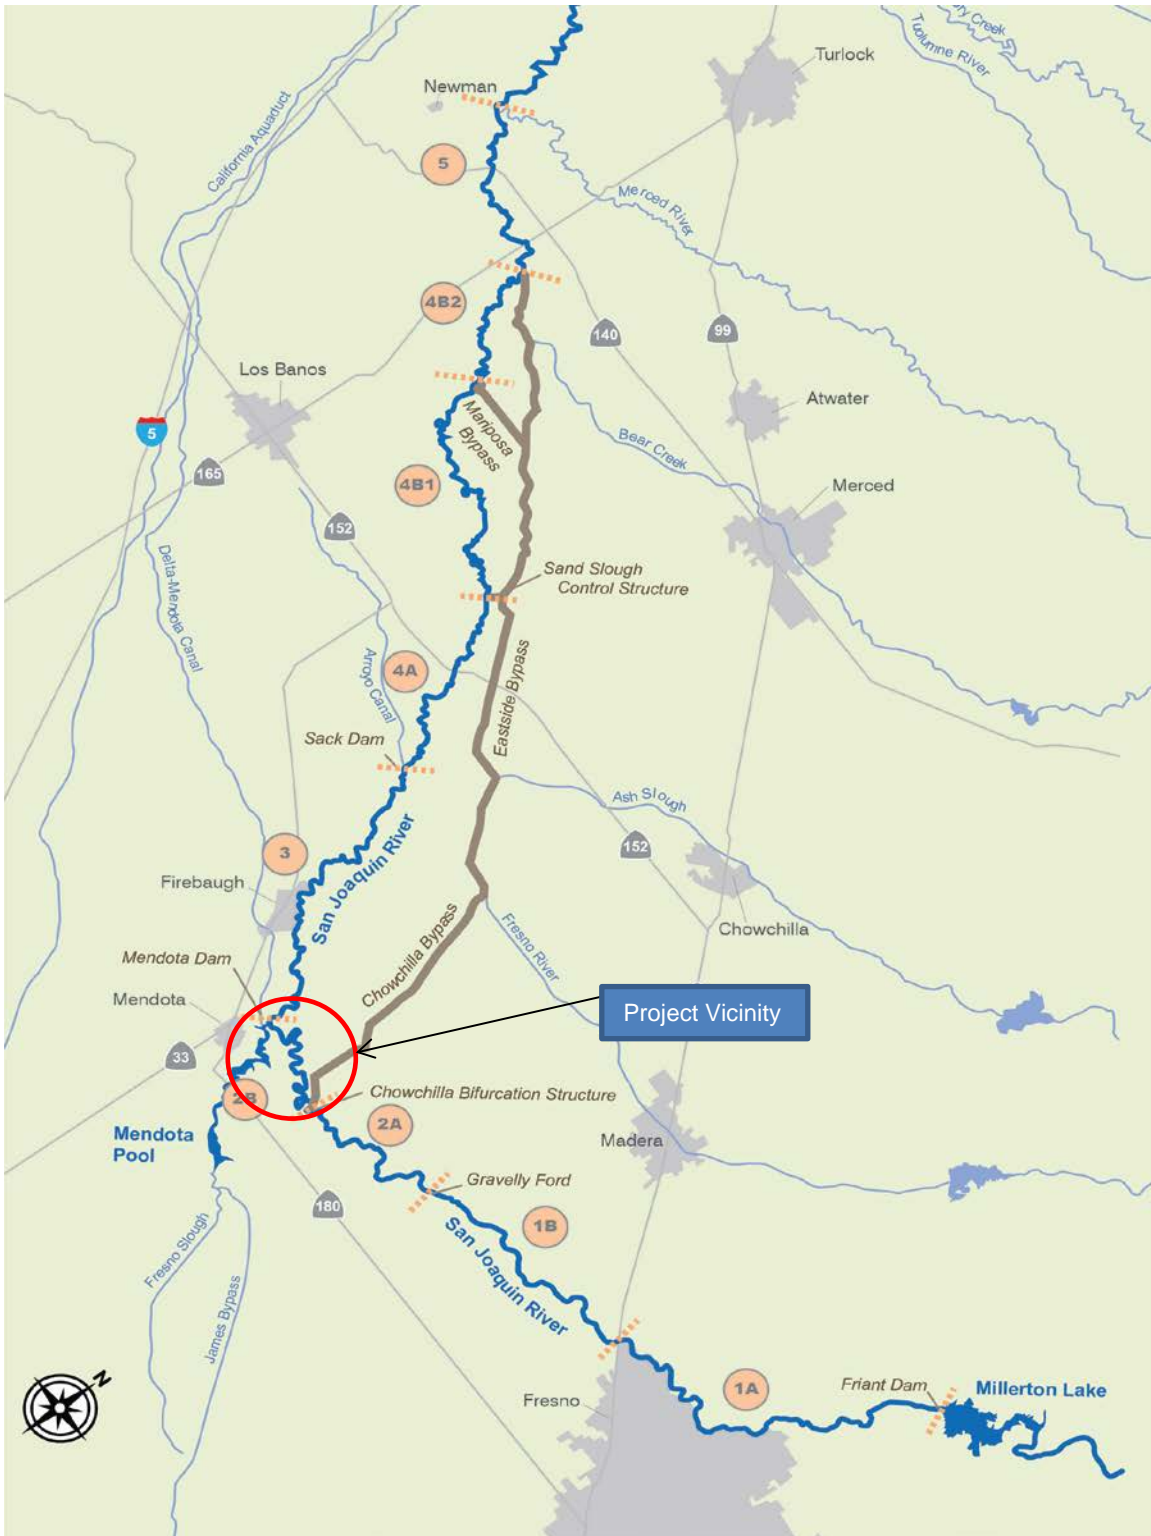 ry Creek
Tuolumne River
Turlock
Newman
California Aquaduct
5
Merced River
4B2
140
99
Los Banos
Atwater
Mariposa
Bypass
Bear Creek
5
165
4B1
Merced
152
Delta-Mendota Canal
Sand Slough
Control Structure
4A
Arroyo Canal
Eastside Bypass
Sack Dam
Ash Slough
152
3
San Joaquin River
Firebaugh
Chowchilla
Chowchilla Bypass
Fresno River
Mendota Dam
Mendota
Project Vicinity
33
2B
Chowchilla Bifurcation Structure
2A
Mendota
Pool
Madera
Gravelly Ford
180
1B
San Joaquin River
Fresno Slough
James Bypass
N
1A
Friant Dam
Millerton Lake
Fresno